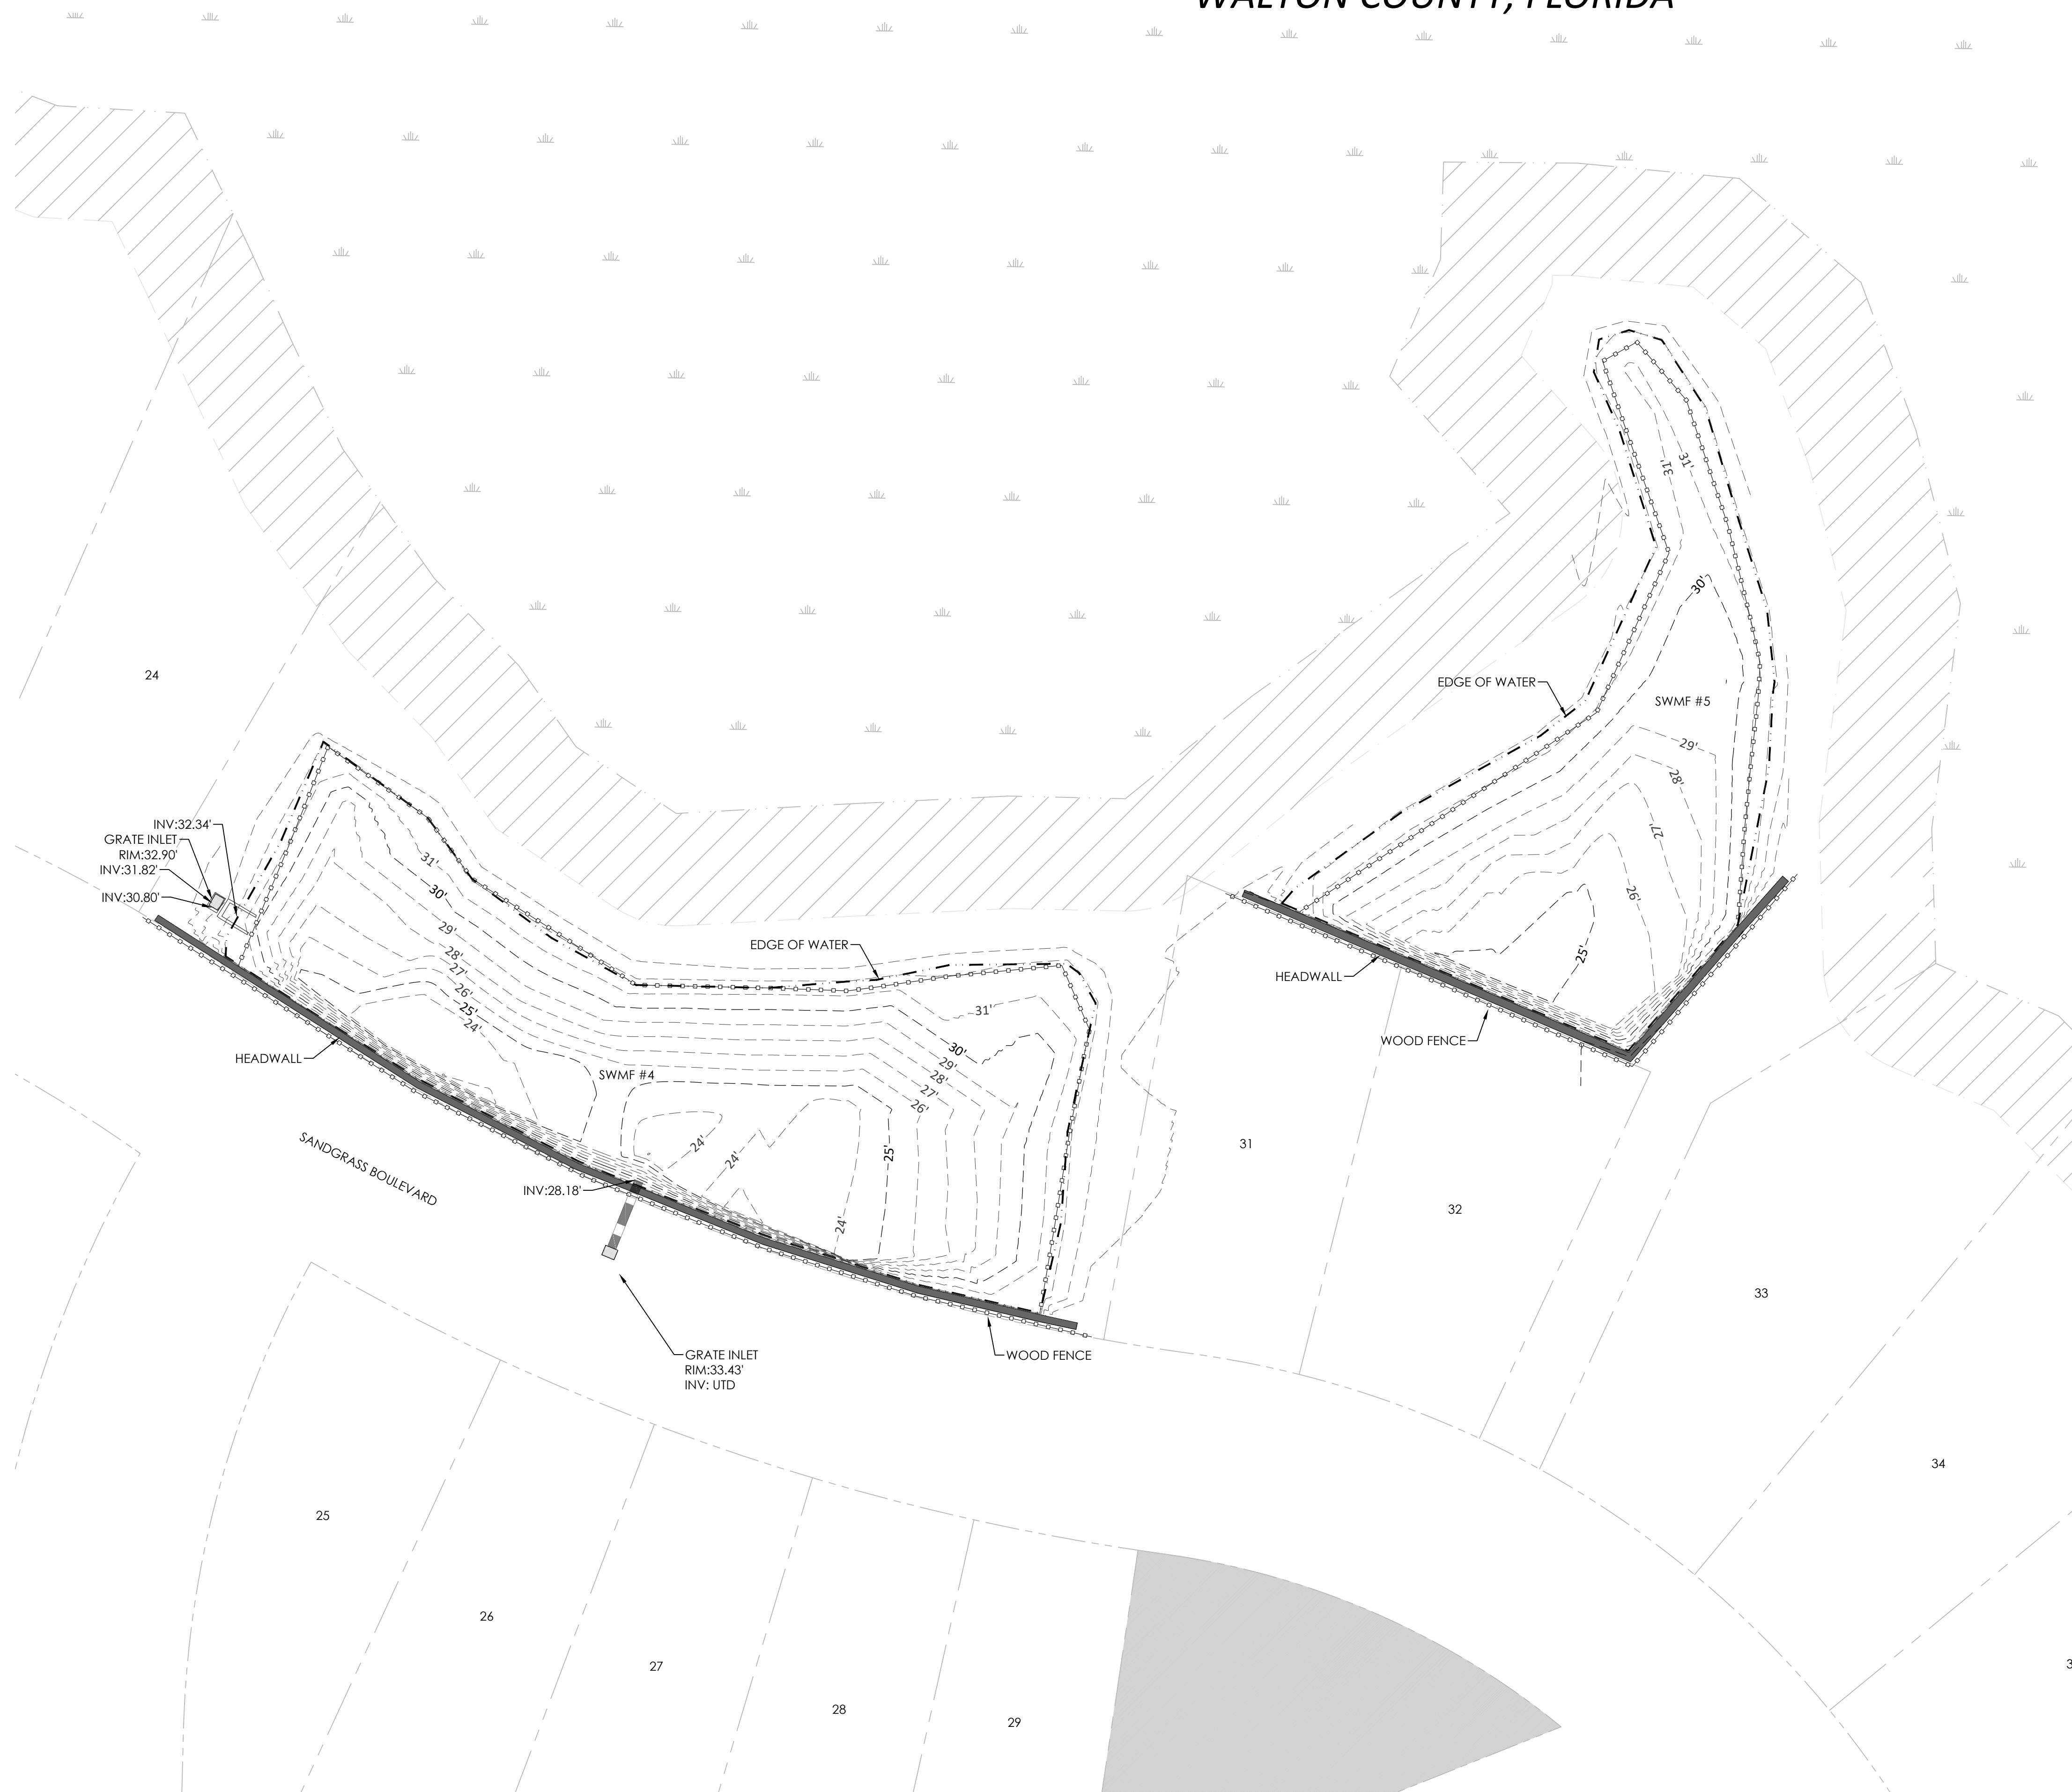 WALTON COUNTY, FLORIDA
31'
31'
30'
24
EDGE OF WATER
SWMF #5
29'
28'
INV:32.34'
GRATE INLET
RIM:32.90'
INV:31.82'
INV:30.80'
27'
31'
30'
26'
29'
28'
EDGE OF WATER
25'
27'
HEADWALL
26'
25'
31'
24'
WOOD FENCE
30'
HEADWALL
29'
SWMF #4
28'
27'
26'
24'
31
25'
24'
SANDGRASS BOULEVARD
INV:28.18'
32
24'
33
GRATE INLET
RIM:33.43'
INV: UTD
WOOD FENCE
34
25
26
27
28
29